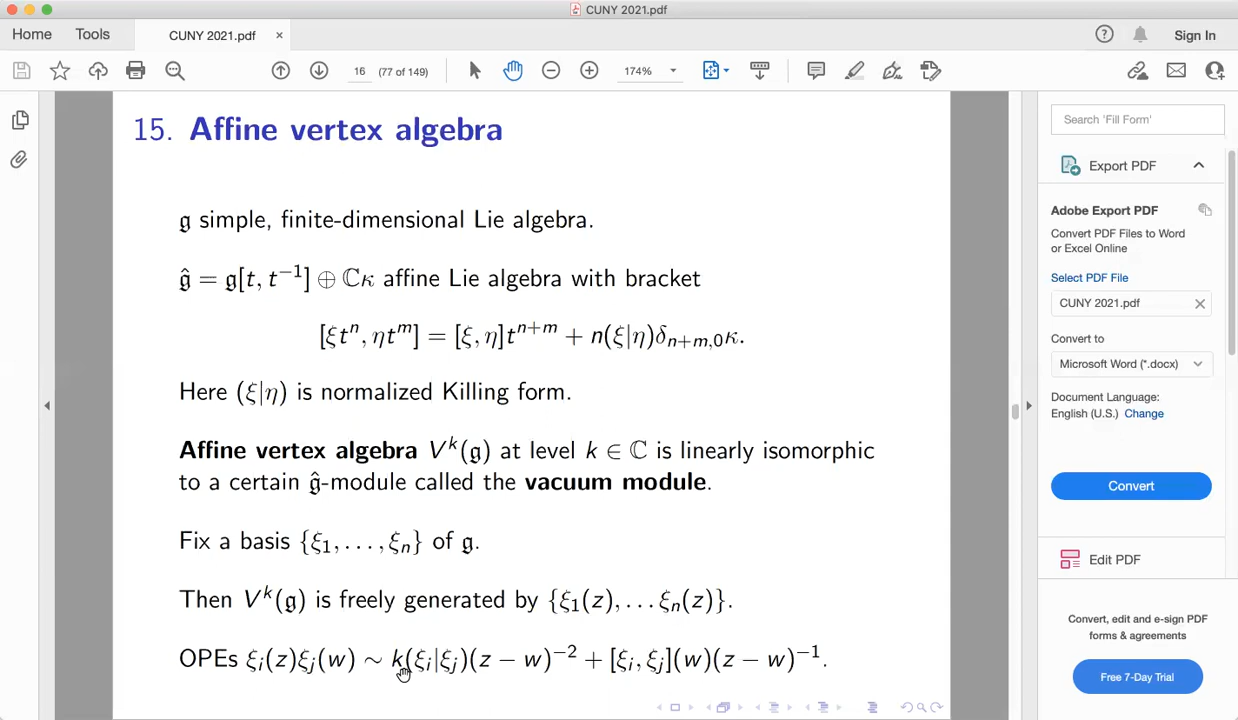 CUNY 2021.pdf
Home Tools CUNY 2021.pdf × Sign In
16 (77 of 149) 174%
15. Affine vertex algebra
𝔤 simple, finite-dimensional Lie algebra.
𝔤̂ = 𝔤[t, t⁻¹] ⊕ ℂκ affine Lie algebra with bracket
[ξtⁿ, ηtᵐ] = [ξ, η]tⁿ⁺ᵐ + n(ξ|η)δₙ₊ₘ,₀κ.
Here (ξ|η) is normalized Killing form.
Affine vertex algebra Vᵏ(𝔤) at level k ∈ ℂ is linearly isomorphic
to a certain 𝔤̂-module called the vacuum module.
Fix a basis {ξ₁, . . . , ξₙ} of 𝔤.
Then Vᵏ(𝔤) is freely generated by {ξ₁(z), . . . ξₙ(z)}.
OPEs ξᵢ(z)ξⱼ(w) ∼ k(ξᵢ|ξⱼ)(z − w)⁻² + [ξᵢ, ξⱼ](w)(z − w)⁻¹.
Search 'Fill Form'
Export PDF
Adobe Export PDF
Convert PDF Files to Word
or Excel Online
Select PDF File
CUNY 2021.pdf ×
Convert to
Microsoft Word (*.docx)
Document Language:
English (U.S.) Change
Convert
Edit PDF
Convert, edit and e-sign PDF
forms & agreements
Free 7-Day Trial